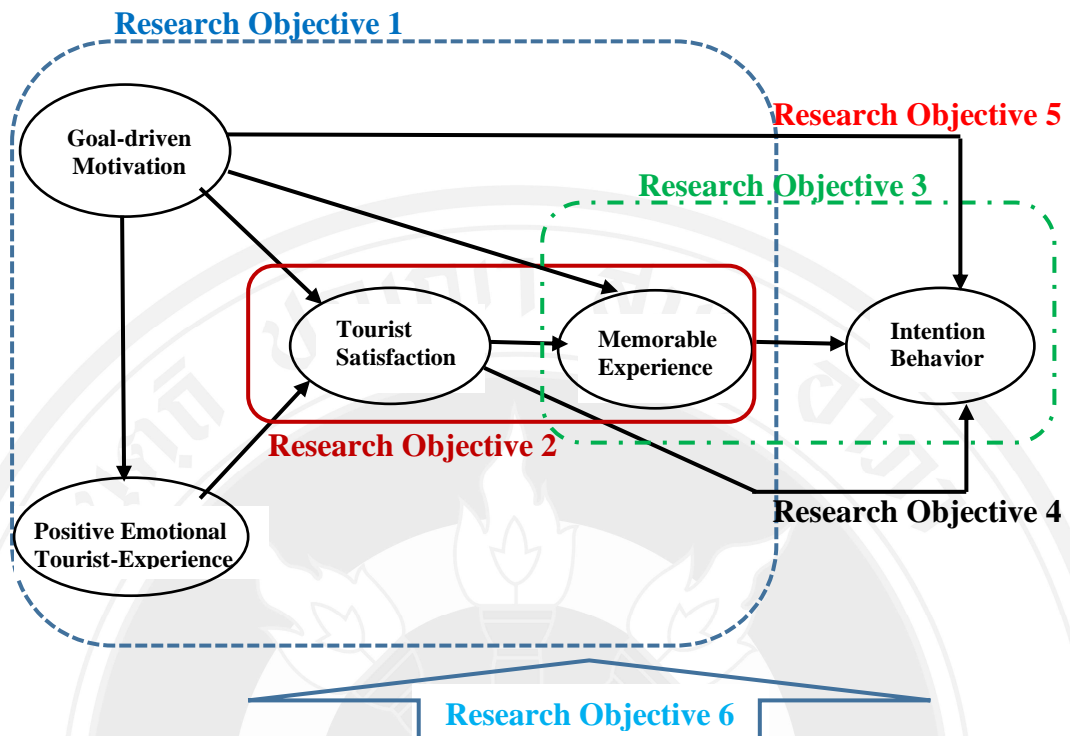 Research Objective 1
Goal-driven
Motivation
Research Objective 5
Research Objective 3
Tourist
Satisfaction
Memorable
Experience
Intention
Behavior
Research Objective 2
Positive Emotional
Tourist-Experience
Research Objective 4
Research Objective 6